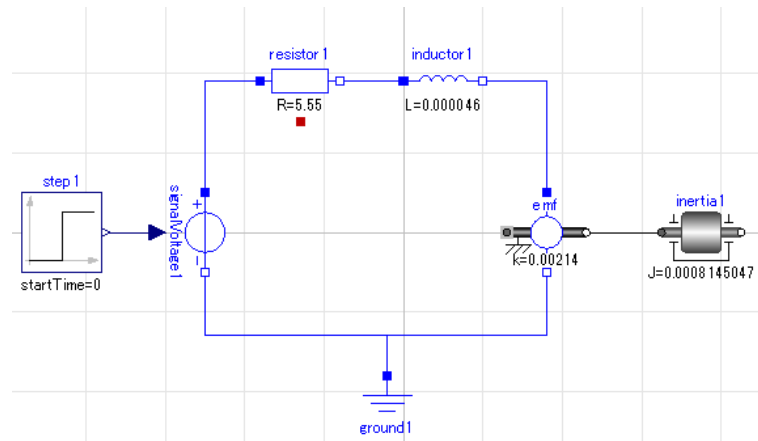 resistor1
inductor1
R=5.55
L=0.000046
step1
signalVoltage1
+
−
emf
inertia1
k=0.00214
J=0.0008145047
startTime=0
ground1